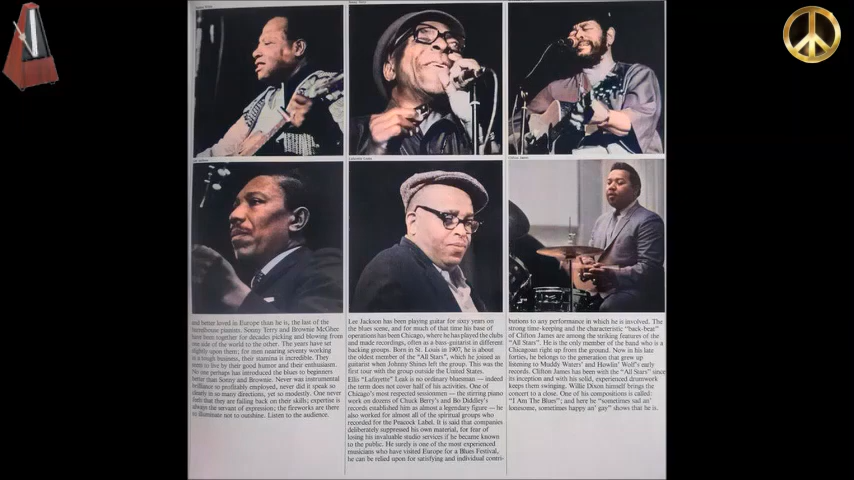 Lafayette Leake
Clifton James
and better loved in Europe than he is, the last of the
barrelhouse pianists. Sonny Terry and Brownie McGhee
have been together for decades picking and blowing from
one side of the world to the other. The years have set
slightly upon them; for men nearing seventy working
in a tough business, their stamina is incredible. They
seem to live by their good humour and their enthusiasm.
No one perhaps has introduced the blues to beginners
better than Sonny and Brownie. Never was instrumental
brilliance so profitably employed, never did it speak so
clearly in so many directions, yet so modestly. One never
feels that they are falling back on their skills; expertise is
always the servant of expression; the fireworks are there
to illuminate not to outshine. Listen to the audience.
Lee Jackson has been playing guitar for sixty years on
the blues scene, and for much of that time his base of
operations has been Chicago, where he has played the clubs
and made recordings, often as a bass-guitarist in different
backing groups. Born in St. Louis in 1907, he is about
the oldest member of the "All Stars", which he joined as
guitarist when Johnny Shines left the group. This was the
first tour with the group outside the United States.
Ellis "Lafayette" Leak is no ordinary bluesman — indeed
the term does not cover half of his activities. One of
Chicago's most respected sessionmen — the stirring piano
work on dozens of Chuck Berry's and Bo Diddley's
records established him as almost a legendary figure — he
also worked for almost all of the spiritual groups who
recorded for the Peacock Label. It is said that companies
deliberately suppressed his own material, for fear of
losing his invaluable studio services if he became known
to the public. He surely is one of the most experienced
musicians who have visited Europe for a Blues Festival,
he can be relied upon for satisfying and individual contri-
butions to any performance in which he is involved. The
strong time-keeping and the characteristic "back-beat"
of Clifton James are among the striking features of the
"All Stars". He is the only member of the band who is a
Chicagoan right up from the ground. Now in his late
forties, he belongs to the generation that grew up
listening to Muddy Waters' and Howlin' Wolf's early
records. Clifton James has been with the "All Stars" since
its inception and with his solid, experienced drumwork
keeps them swinging. Willie Dixon himself brings the
concert to a close. One of his compositions is called:
"I Am The Blues"; and here he "sometimes sad an'
lonesome, sometimes happy an' gay" shows that he is.